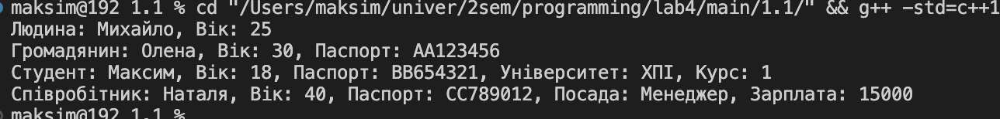 maksim@192 1.1 % cd "/Users/maksim/univer/2sem/programming/lab4/main/1.1/" && g++ -std=c++1
Людина: Михайло, Вік: 25
Громадянин: Олена, Вік: 30, Паспорт: AA123456
Студент: Максим, Вік: 18, Паспорт: BB654321, Університет: ХПІ, Курс: 1
Співробітник: Наталя, Вік: 40, Паспорт: CC789012, Посада: Менеджер, Зарплата: 15000
maksim@192 1.1 %